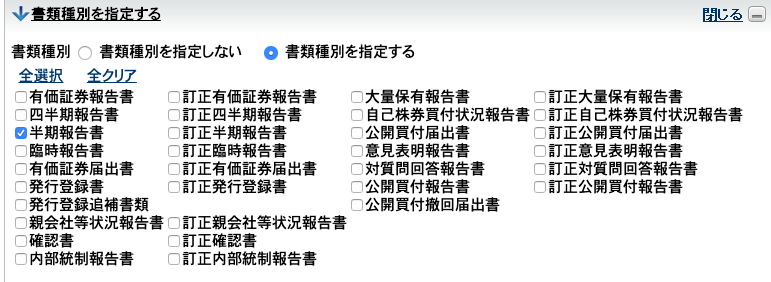 書類種別を指定する 閉じる
書類種別 書類種別を指定しない 書類種別を指定する
全選択 全クリア
有価証券報告書 訂正有価証券報告書 大量保有報告書 訂正大量保有報告書
四半期報告書 訂正四半期報告書 自己株券買付状況報告書 訂正自己株券買付状況報告書
半期報告書 訂正半期報告書 公開買付届出書 訂正公開買付届出書
臨時報告書 訂正臨時報告書 意見表明報告書 訂正意見表明報告書
有価証券届出書 訂正有価証券届出書 対質問回答報告書 訂正対質問回答報告書
発行登録書 訂正発行登録書 公開買付報告書 訂正公開買付報告書
発行登録追補書類 公開買付撤回届出書
親会社等状況報告書 訂正親会社等状況報告書
確認書 訂正確認書
内部統制報告書 訂正内部統制報告書